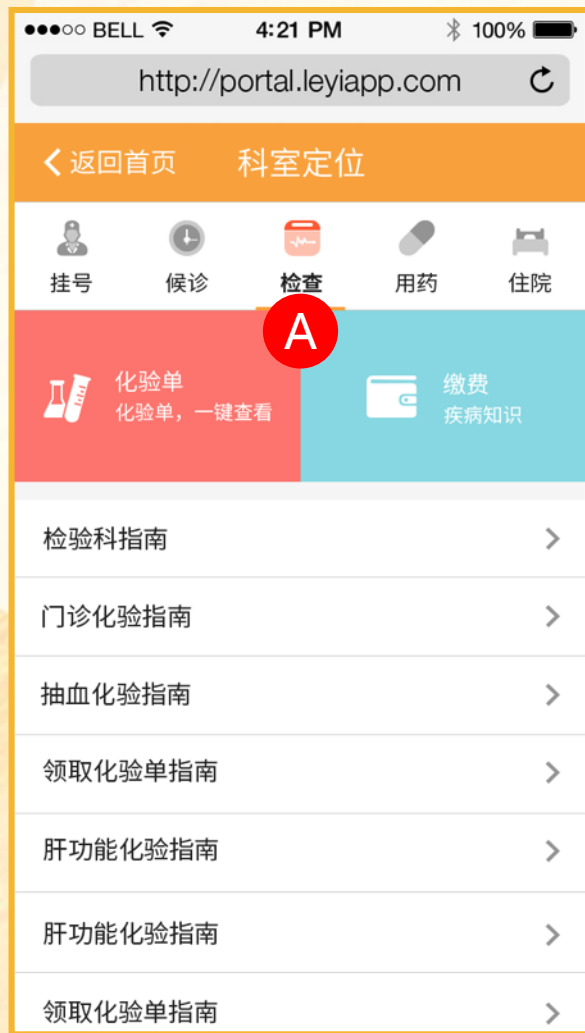 ●●●○○ BELL 4:21 PM 100%
http://portal.leyiapp.com
返回首页 科室定位
挂号 候诊 检查 用药 住院
A
化验单 缴费
化验单，一键查看 疾病知识
检验科指南
门诊化验指南
抽血化验指南
领取化验单指南
肝功能化验指南
肝功能化验指南
领取化验单指南